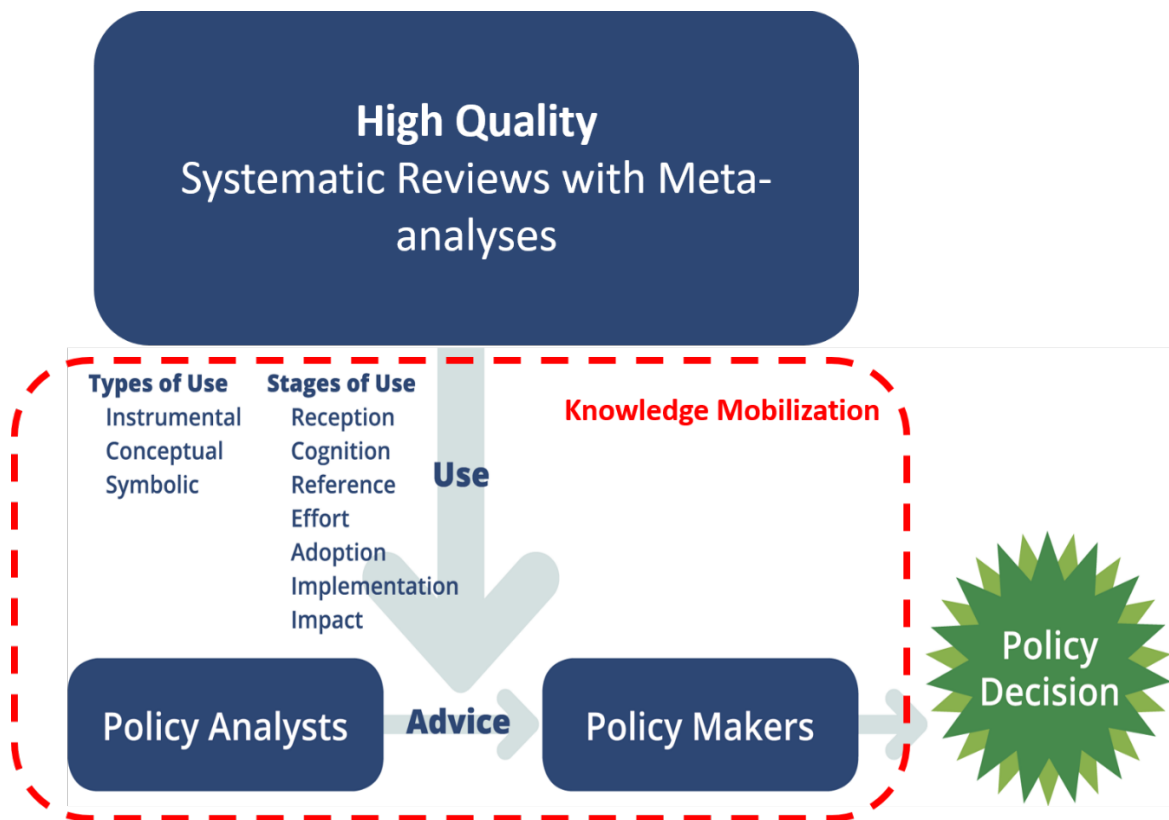 High Quality
Systematic Reviews with Meta-
analyses
Types of Use
Instrumental
Conceptual
Symbolic
Stages of Use
Reception
Cognition
Reference
Effort
Adoption
Implementation
Impact
Use
Knowledge Mobilization
Policy Analysts
Advice
Policy Makers
Policy
Decision